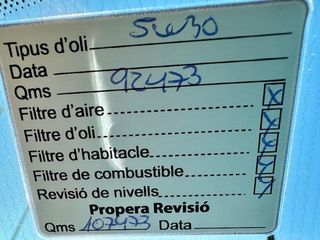 Tipus d'oli 5w30
Data
Qms 92473
Filtre d'aire
Filtre d'oli
Filtre d'habitacle
Filtre de combustible
Revisió de nivells
Propera Revisió
Qms 107473 Data